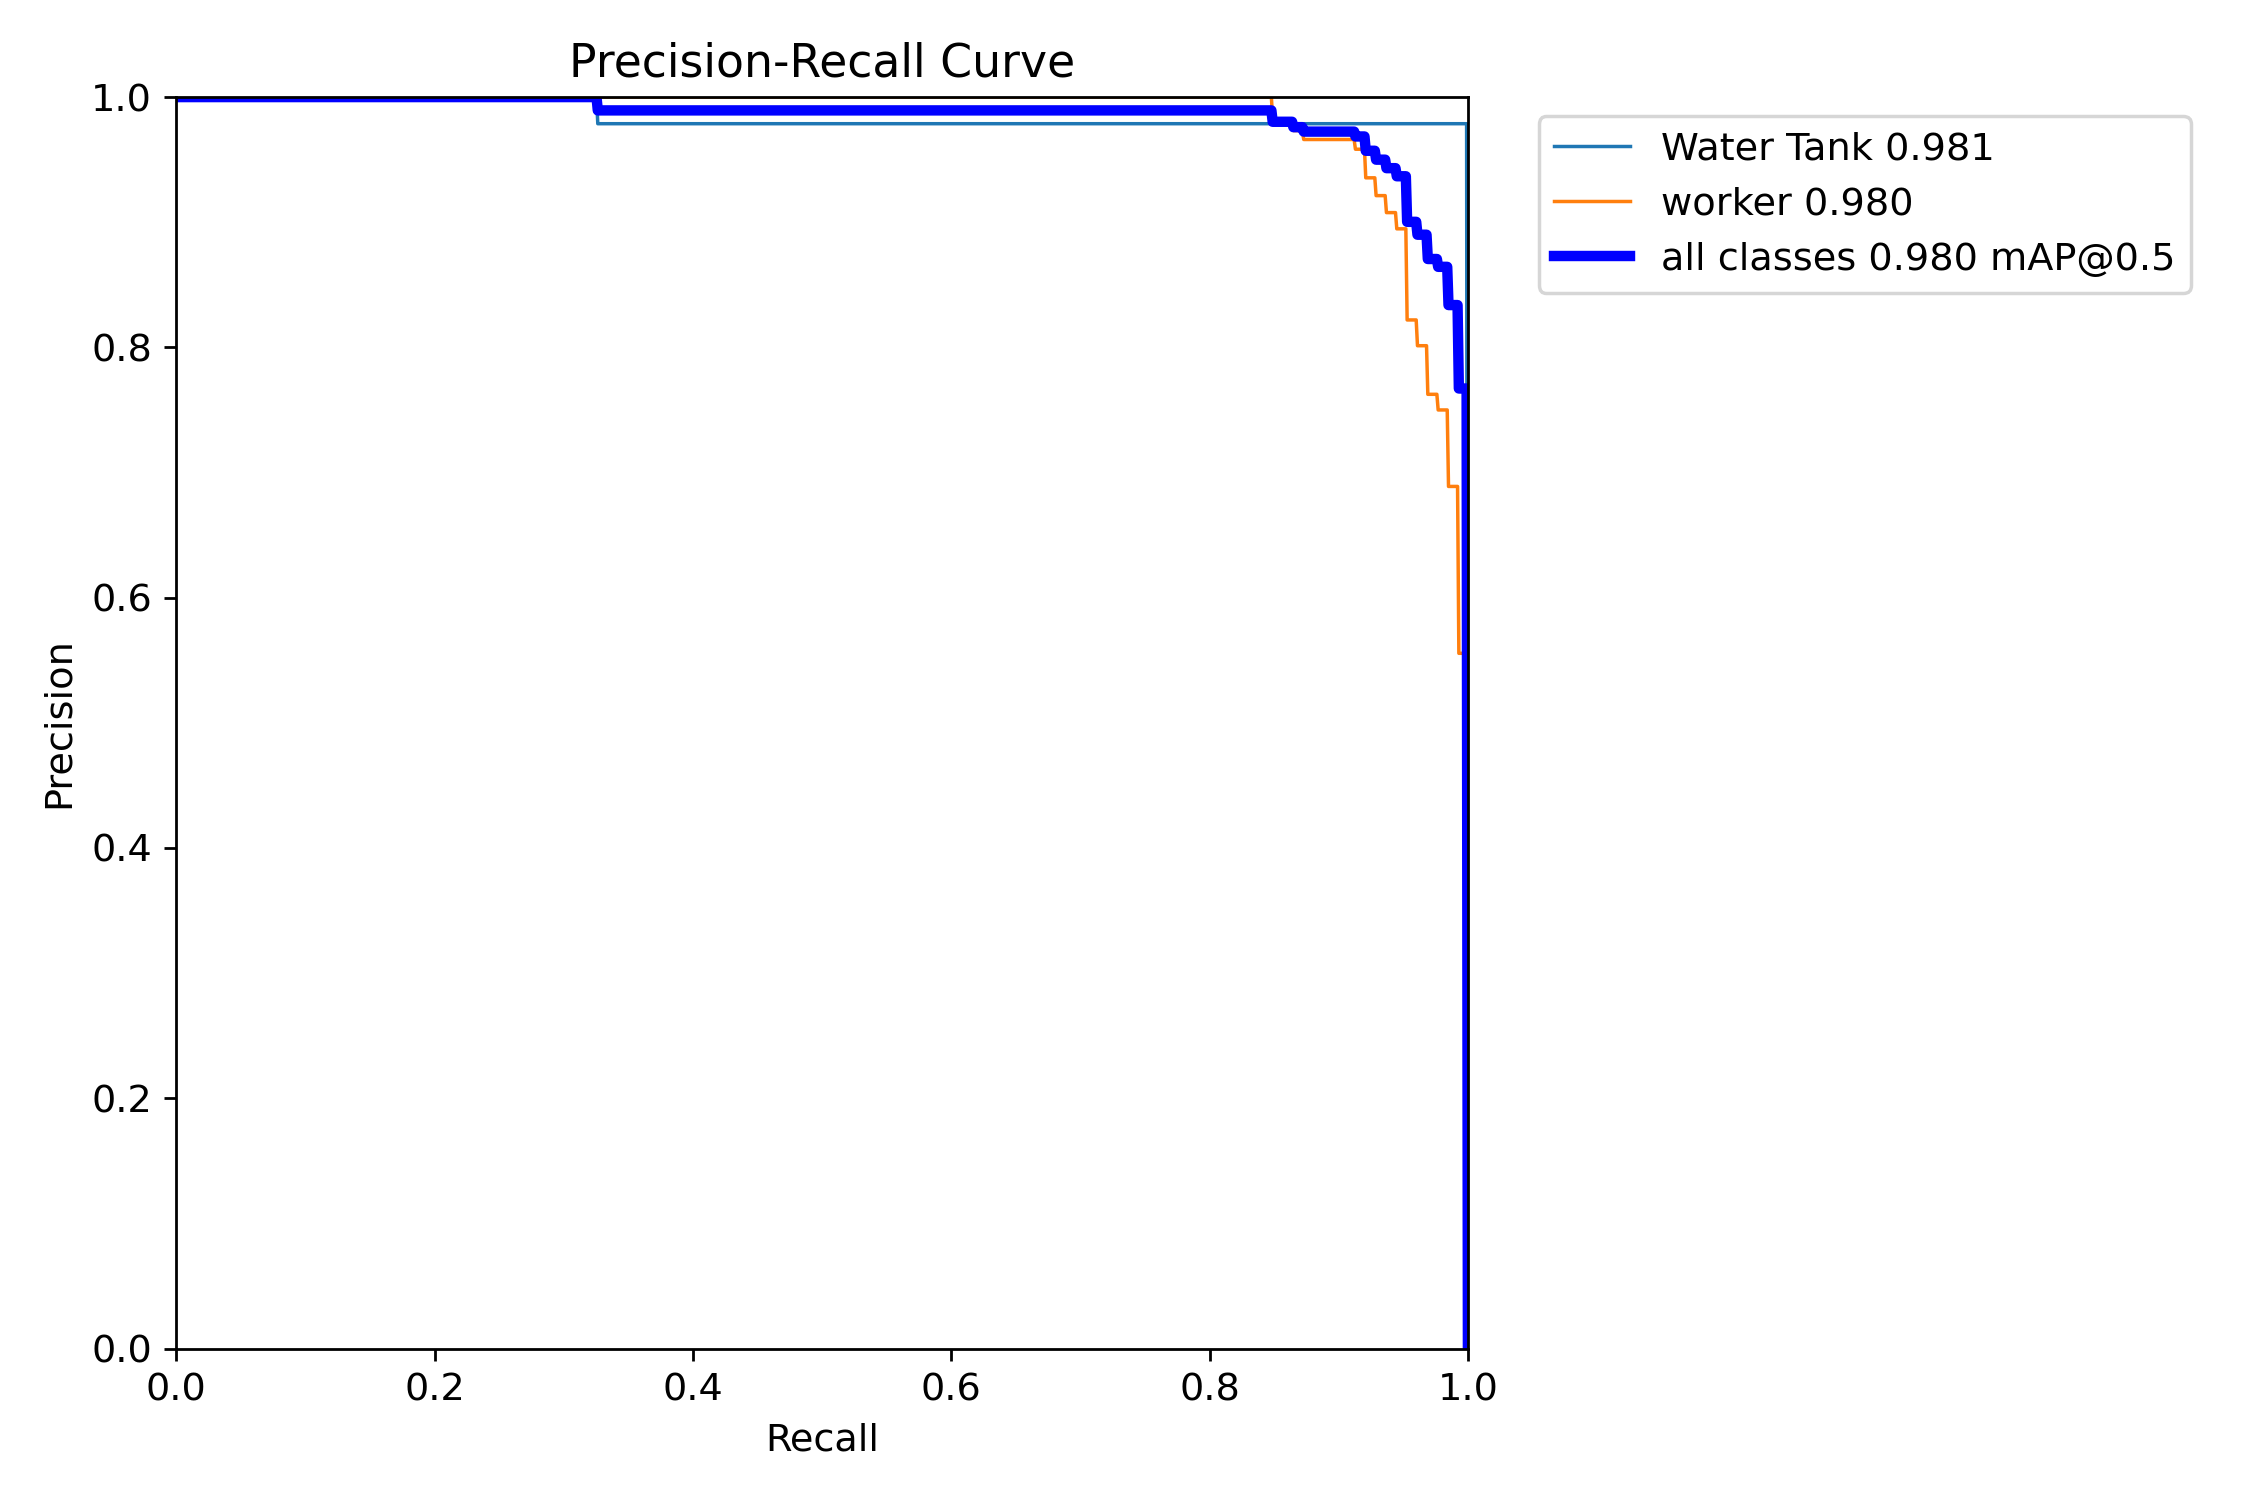 Precision-Recall Curve
1.0
0.8
0.6
0.4
0.2
0.0
Precision
0.0 0.2 0.4 0.6 0.8 1.0
Recall
Water Tank 0.981
worker 0.980
all classes 0.980 mAP@0.5